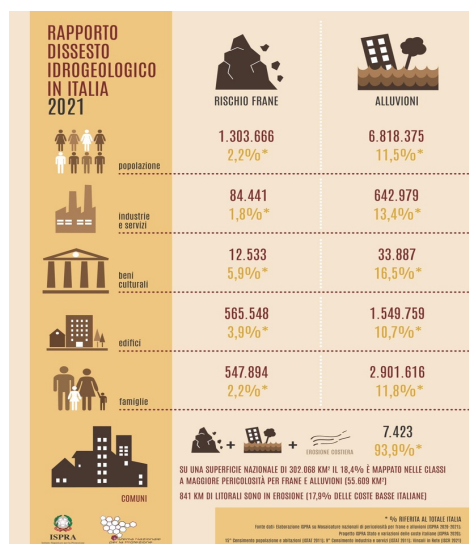 RAPPORTO
DISSESTO
IDROGEOLOGICO
IN ITALIA
2021
RISCHIO FRANE
ALLUVIONI
popolazione
1.303.666
2,2%*
6.818.375
11,5%*
industrie
e servizi
84.441
1,8%*
642.979
13,4%*
beni
culturali
12.533
5,9%*
33.887
16,5%*
edifici
565.548
3,9%*
1.549.759
10,7%*
famiglie
547.894
2,2%*
2.901.616
11,8%*
COMUNI
+
+
EROSIONE COSTIERA
7.423
93,9%*
SU UNA SUPERFICIE NAZIONALE DI 302.068 KM² IL 18,4% È MAPPATO NELLE CLASSI
A MAGGIORE PERICOLOSITÀ PER FRANE E ALLUVIONI (55.609 KM²)
841 KM DI LITORALI SONO IN EROSIONE (17,9% DELLE COSTE BASSE ITALIANE)
* % RIFERITA AL TOTALE ITALIA
ISPRA